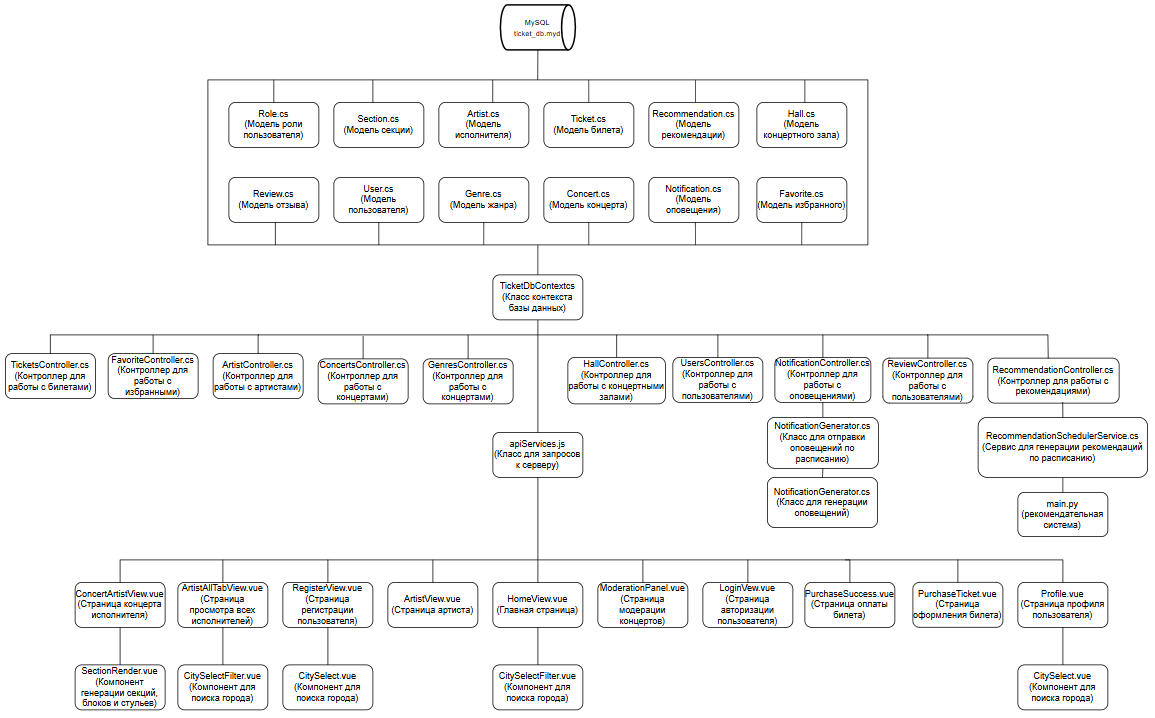 MySQL
ticket_db.myd
Role.cs
(Модель роли
пользователя)
Section.cs
(Модель секции)
Artist.cs
(Модель
исполнителя)
Ticket.cs
(Модель билета)
Recommendation.cs
(Модель
рекомендации)
Hall.cs
(Модель
концертного зала)
Review.cs
(Модель отзыва)
User.cs
(Модель
пользователя)
Genre.cs
(Модель жанра)
Concert.cs
(Модель концерта)
Notification.cs
(Модель
оповещения)
Favorite.cs
(Модель избранного)
TicketDbContextcs
(Класс контекста
базы данных)
TicketsController.cs
(Контроллер для
работы с билетами)
FavoriteController.cs
(Контроллер для
работы с
избранными)
ArtistController.cs
(Контроллер для
работы с артистами)
ConcertsController.cs
(Контроллер для
работы с
концертами)
GenresController.cs
(Контроллер для
работы с
концертами)
HallController.cs
(Контроллер для
работы с концертными
залами)
UsersController.cs
(Контроллер для
работы с
пользователями)
NotificationController.cs
(Контроллер для
работы с
оповещениями)
ReviewController.cs
(Контроллер для
работы с
пользователями)
RecommendationController.cs
(Контроллер для работы с
рекомендациями)
apiServices.js
(Класс для запросов
к серверу)
NotificationGenerator.cs
(Класс для отправки
оповещений по
расписанию)
RecommendationSchedulerService.cs
(Сервис для генерации рекомендаций
по расписанию)
NotificationGenerator.cs
(Класс для генерации
оповещений)
main.py
(рекомендательная
система)
ConcertArtistView.vue
(Страница концерта
исполнителя)
ArtistAllTabView.vue
(Страница
просмотра всех
исполнителей)
RegisterView.vue
(Страница
регистрации
пользователя)
ArtistView.vue
(Страница артиста)
HomeView.vue
(Главная страница)
ModerationPanel.vue
(Страница
модерации
концертов)
LoginVew.vue
(Страница
авторизации
пользователя)
PurchaseSuccess.vue
(Страница оплаты
билета)
PurchaseTicket.vue
(Страница
оформления билета)
Profile.vue
(Страница профиля
пользователя)
SectionRender.vue
(Компонент
генерации секций,
блоков и стульев)
CitySelectFilter.vue
(Компонент для
поиска города)
CitySelect.vue
(Компонент для
поиска города)
CitySelectFilter.vue
(Компонент для
поиска города)
CitySelect.vue
(Компонент для
поиска города)